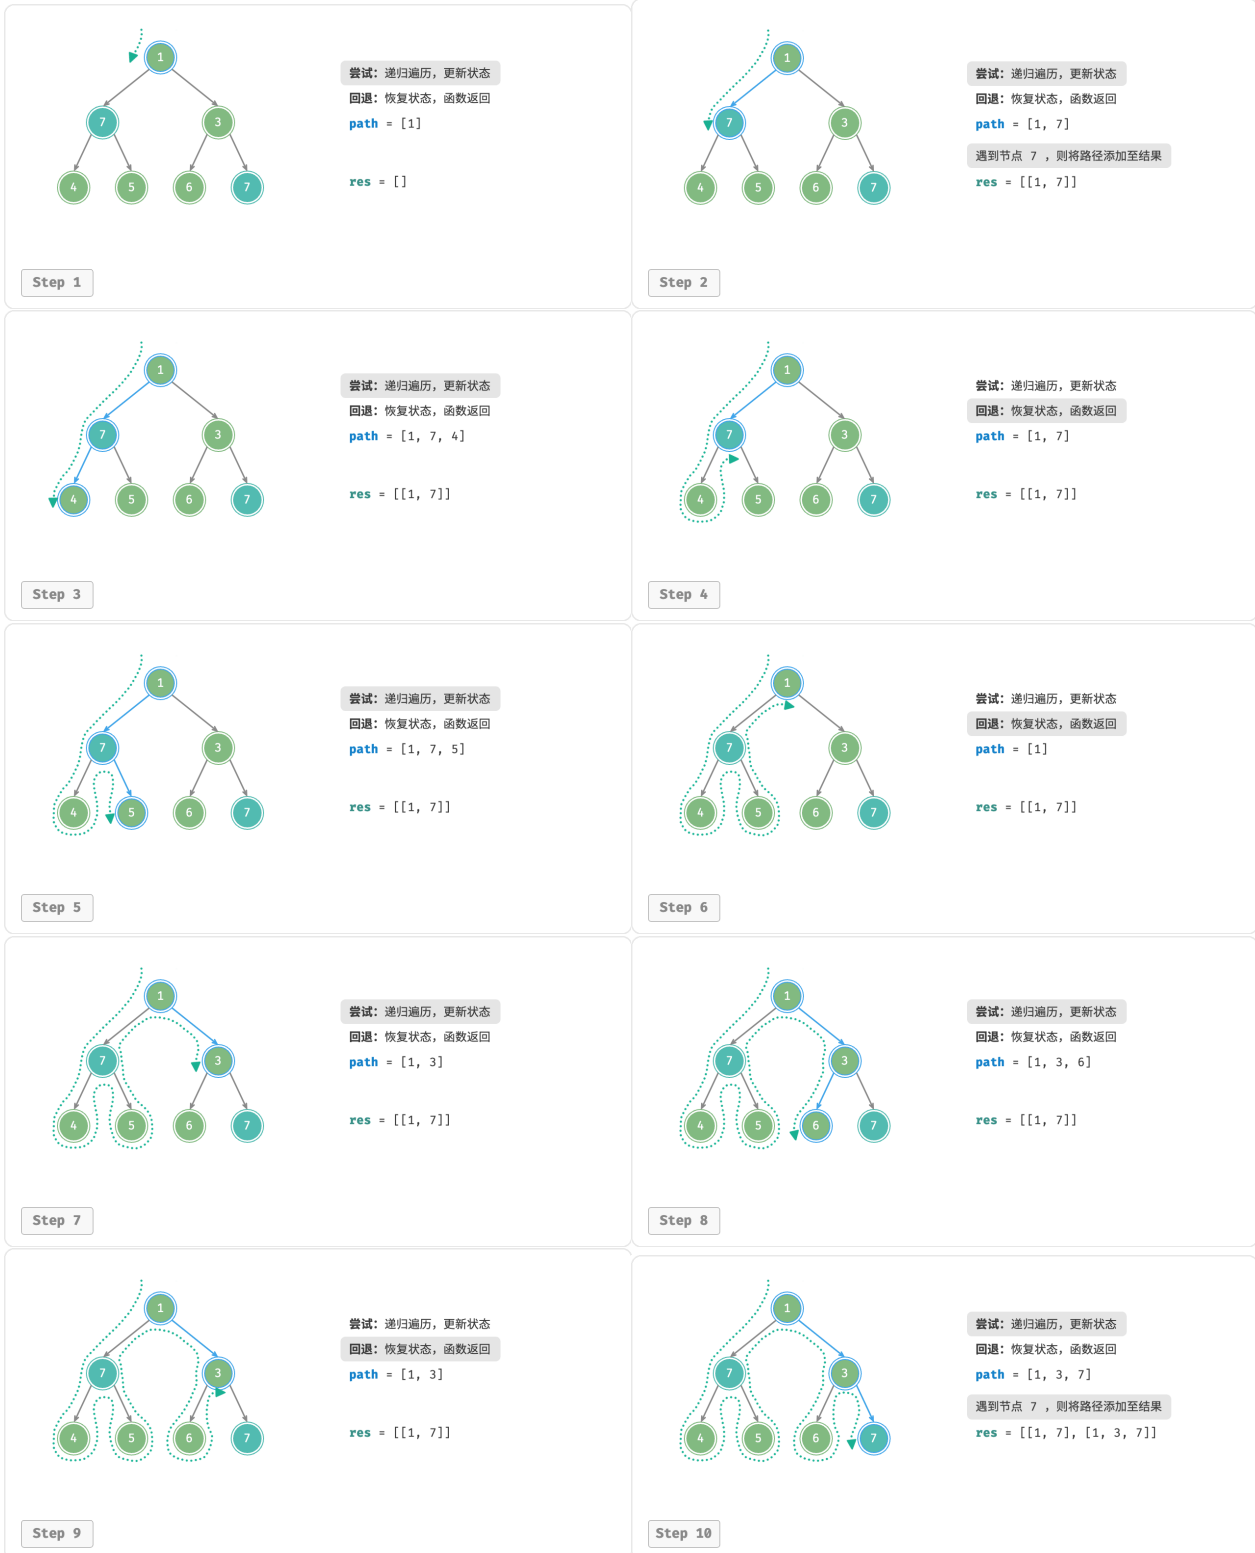 1
7
3
4
5
6
7
尝试：递归遍历，更新状态
回退：恢复状态，函数返回
path = [1]
res = []
Step 1
1
7
3
4
5
6
7
尝试：递归遍历，更新状态
回退：恢复状态，函数返回
path = [1, 7]
遇到节点 7 ，则将路径添加至结果
res = [[1, 7]]
Step 2
1
7
3
4
5
6
7
尝试：递归遍历，更新状态
回退：恢复状态，函数返回
path = [1, 7, 4]
res = [[1, 7]]
Step 3
1
7
3
4
5
6
7
尝试：递归遍历，更新状态
回退：恢复状态，函数返回
path = [1, 7]
res = [[1, 7]]
Step 4
1
7
3
4
5
6
7
尝试：递归遍历，更新状态
回退：恢复状态，函数返回
path = [1, 7, 5]
res = [[1, 7]]
Step 5
1
7
3
4
5
6
7
尝试：递归遍历，更新状态
回退：恢复状态，函数返回
path = [1]
res = [[1, 7]]
Step 6
1
7
3
4
5
6
7
尝试：递归遍历，更新状态
回退：恢复状态，函数返回
path = [1, 3]
res = [[1, 7]]
Step 7
1
7
3
4
5
6
7
尝试：递归遍历，更新状态
回退：恢复状态，函数返回
path = [1, 3, 6]
res = [[1, 7]]
Step 8
1
7
3
4
5
6
7
尝试：递归遍历，更新状态
回退：恢复状态，函数返回
path = [1, 3]
res = [[1, 7]]
Step 9
1
7
3
4
5
6
7
尝试：递归遍历，更新状态
回退：恢复状态，函数返回
path = [1, 3, 7]
遇到节点 7 ，则将路径添加至结果
res = [[1, 7], [1, 3, 7]]
Step 10